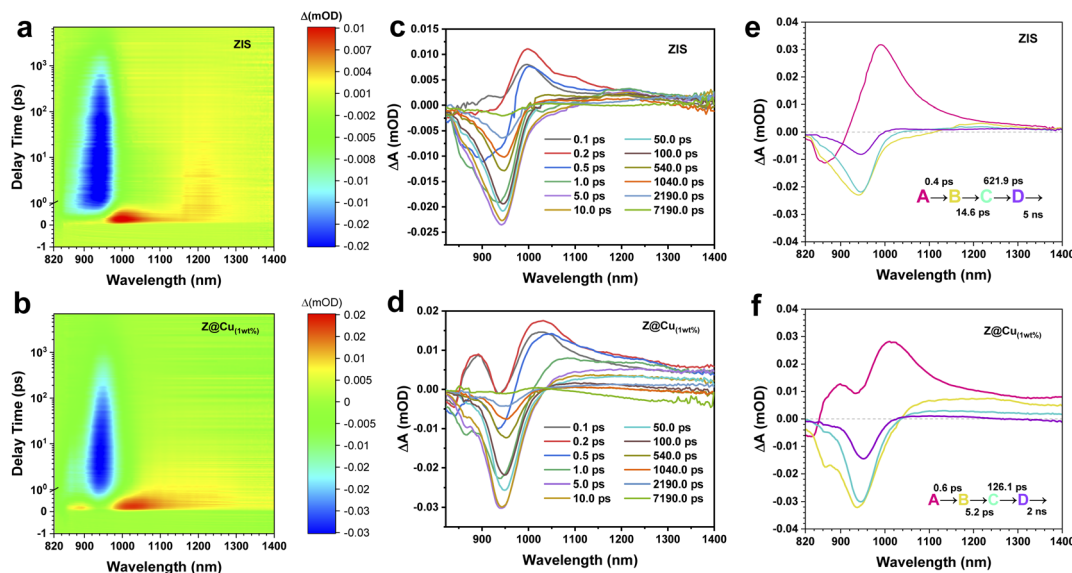 a
ZIS
Delay Time (ps)
10³
10²
10¹
10⁰
0
-1
820 900 1000 1100 1200 1400
Wavelength (nm)
Δ(mOD)
0.01
0.007
0.004
0.001
-0.002
-0.005
-0.008
-0.01
-0.01
-0.02
-0.02
b
Z@Cu(1wt%)
Delay Time (ps)
10³
10²
10¹
10⁰
0
-1
820 900 1000 1100 1200 1400
Wavelength (nm)
Δ(mOD)
0.02
0.02
0.01
0.005
0.000
-0.005
-0.01
-0.02
-0.02
-0.03
-0.03
c
ZIS
ΔA (mOD)
0.015
0.010
0.005
0.000
-0.005
-0.010
-0.015
-0.020
-0.025
0.1 ps 50.0 ps
0.2 ps 100.0 ps
0.5 ps 540.0 ps
1.0 ps 1040.0 ps
5.0 ps 2190.0 ps
10.0 ps 7190.0 ps
900 1000 1100 1200 1300 1400
Wavelength (nm)
d
Z@Cu(1wt%)
ΔA (mOD)
0.02
0.01
0.00
-0.01
-0.02
-0.03
0.1 ps 50.0 ps
0.2 ps 100.0 ps
0.5 ps 540.0 ps
1.0 ps 1040.0 ps
5.0 ps 2190.0 ps
10.0 ps 7190.0 ps
900 1000 1100 1200 1300 1400
Wavelength (nm)
e
ZIS
ΔA (mOD)
0.04
0.03
0.02
0.01
0.00
-0.01
-0.02
-0.03
-0.04
0.4 ps 621.9 ps
A→B→C→D→
14.6 ps 5 ns
820 900 1000 1100 1200 1400
Wavelength (nm)
f
Z@Cu(1wt%)
ΔA (mOD)
0.04
0.03
0.02
0.01
0.00
-0.01
-0.02
-0.03
-0.04
0.6 ps 126.1 ps
A→B→C→D→
5.2 ps 2 ns
820 900 1000 1100 1200 1400
Wavelength (nm)